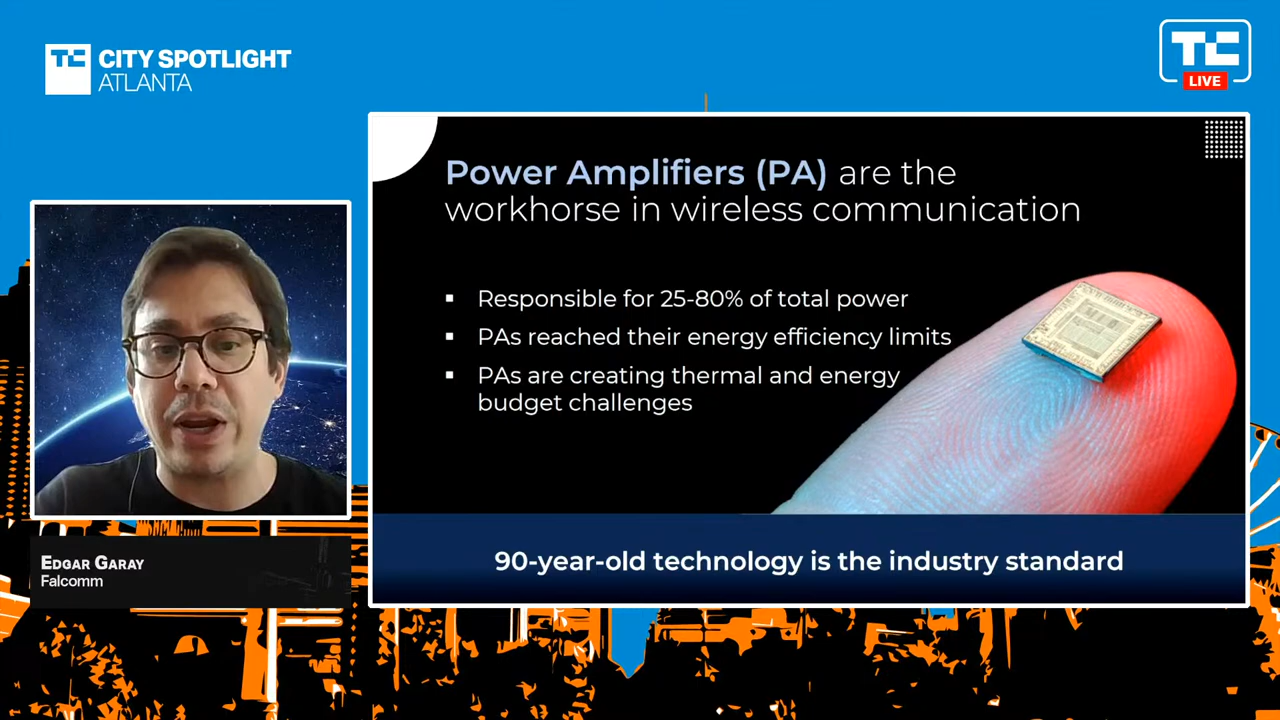 TC CITY SPOTLIGHT
ATLANTA
TC
LIVE
Power Amplifiers (PA) are the
workhorse in wireless communication
▪ Responsible for 25-80% of total power
▪ PAs reached their energy efficiency limits
▪ PAs are creating thermal and energy
budget challenges
90-year-old technology is the industry standard
EDGAR GARAY
Falcomm